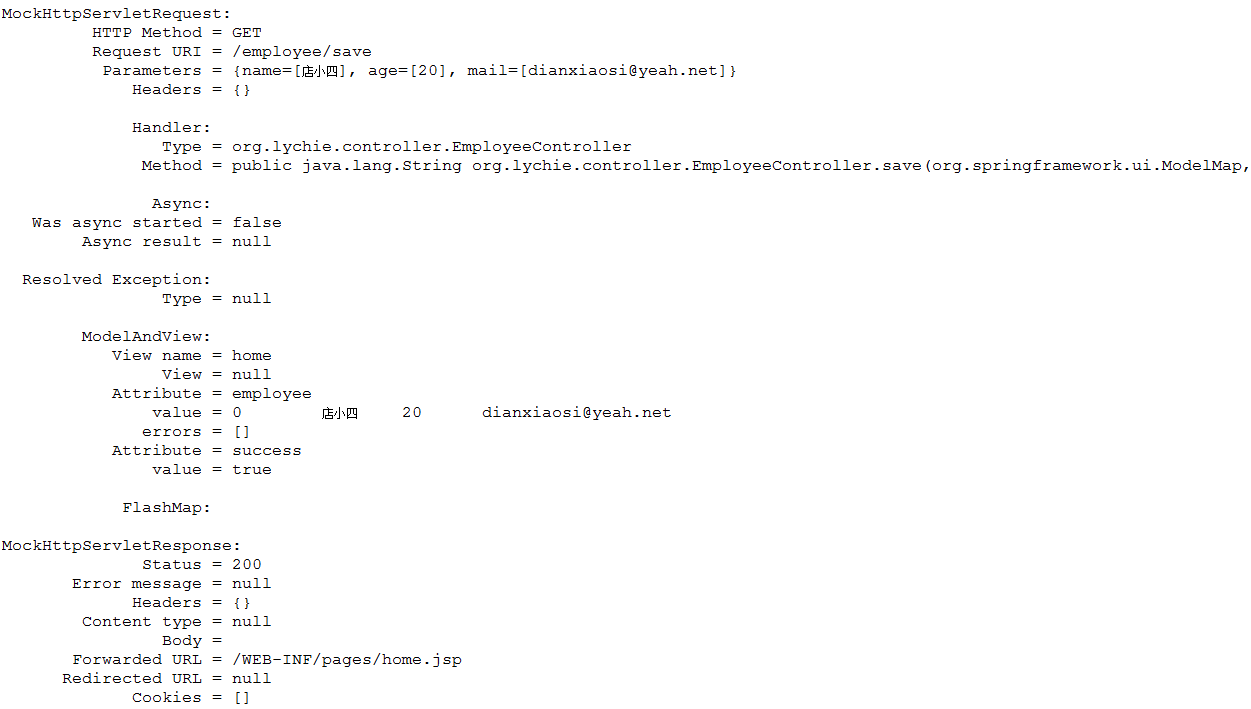 MockHttpServletRequest:
HTTP Method = GET
Request URI = /employee/save
Parameters = {name=[店小四], age=[20], mail=[dianxiaosi@yeah.net]}
Headers = {}
Handler:
Type = org.lychie.controller.EmployeeController
Method = public java.lang.String org.lychie.controller.EmployeeController.save(org.springframework.ui.ModelMap,
Async:
Was async started = false
Async result = null
Resolved Exception:
Type = null
ModelAndView:
View name = home
View = null
Attribute = employee
value = 0 店小四 20 dianxiaosi@yeah.net
errors = []
Attribute = success
value = true
FlashMap:
MockHttpServletResponse:
Status = 200
Error message = null
Headers = {}
Content type = null
Body =
Forwarded URL = /WEB-INF/pages/home.jsp
Redirected URL = null
Cookies = []